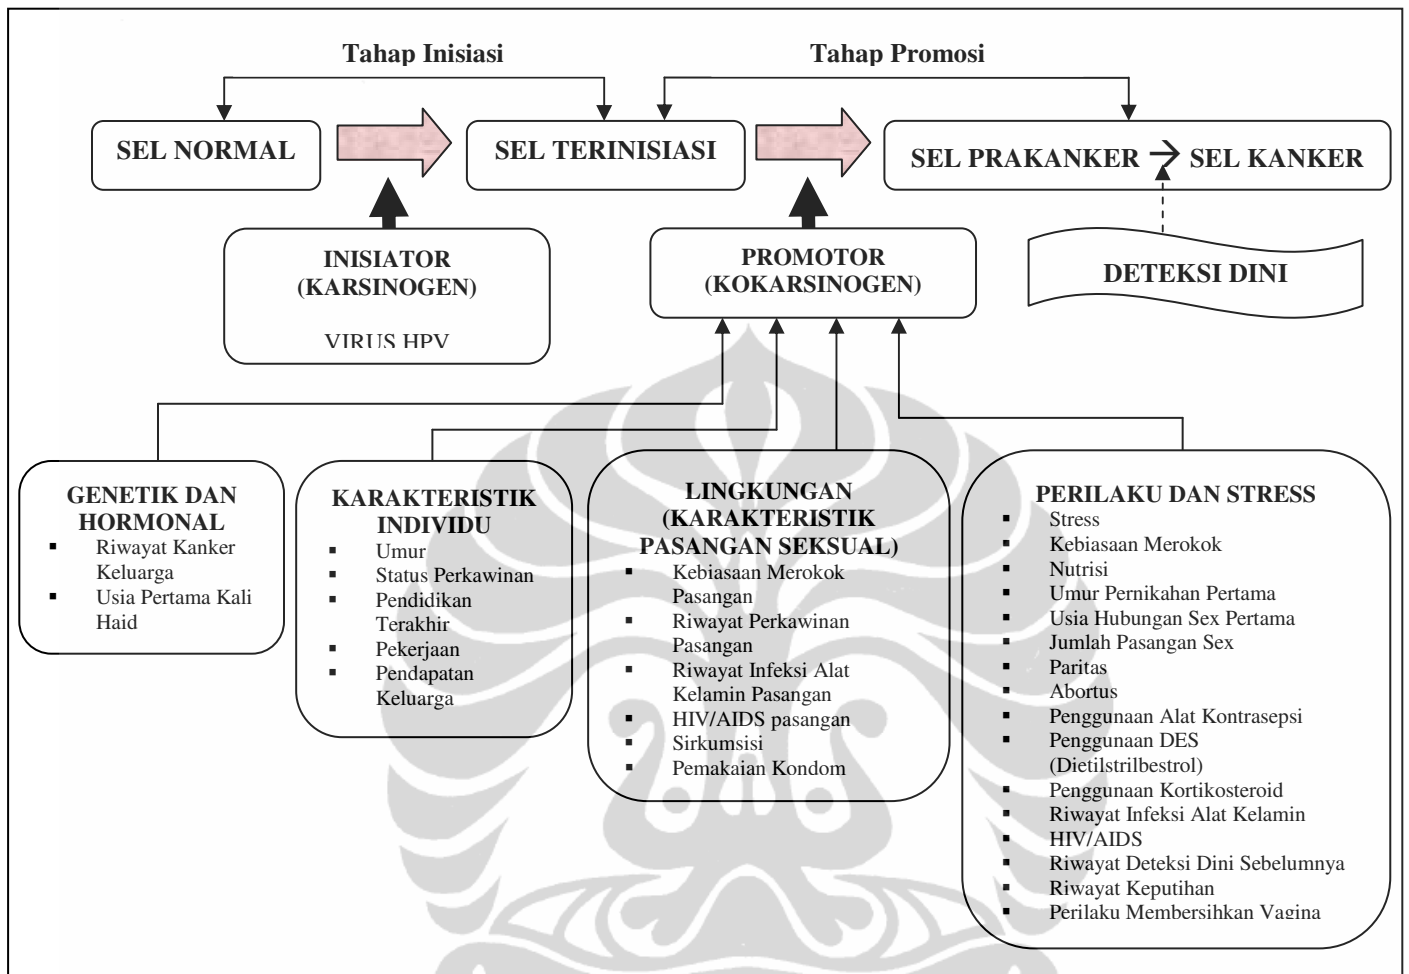 Tahap Inisiasi
Tahap Promosi
SEL NORMAL
SEL TERINISIASI
SEL PRAKANKER → SEL KANKER
INISIATOR
(KARSINOGEN)
VIRUS HPV
PROMOTOR
(KOKARSINOGEN)
DETEKSI DINI
GENETIK DAN
HORMONAL
▪ Riwayat Kanker
Keluarga
▪ Usia Pertama Kali
Haid
KARAKTERISTIK
INDIVIDU
▪ Umur
▪ Status Perkawinan
▪ Pendidikan
Terakhir
▪ Pekerjaan
▪ Pendapatan
Keluarga
LINGKUNGAN
(KARAKTERISTIK
PASANGAN SEKSUAL)
▪ Kebiasaan Merokok
Pasangan
▪ Riwayat Perkawinan
Pasangan
▪ Riwayat Infeksi Alat
Kelamin Pasangan
▪ HIV/AIDS pasangan
▪ Sirkumsisi
▪ Pemakaian Kondom
PERILAKU DAN STRESS
▪ Stress
▪ Kebiasaan Merokok
▪ Nutrisi
▪ Umur Pernikahan Pertama
▪ Usia Hubungan Sex Pertama
▪ Jumlah Pasangan Sex
▪ Paritas
▪ Abortus
▪ Penggunaan Alat Kontrasepsi
▪ Penggunaan DES
(Dietilstrilbestrol)
▪ Penggunaan Kortikosteroid
▪ Riwayat Infeksi Alat Kelamin
▪ HIV/AIDS
▪ Riwayat Deteksi Dini Sebelumnya
▪ Riwayat Keputihan
▪ Perilaku Membersihkan Vagina